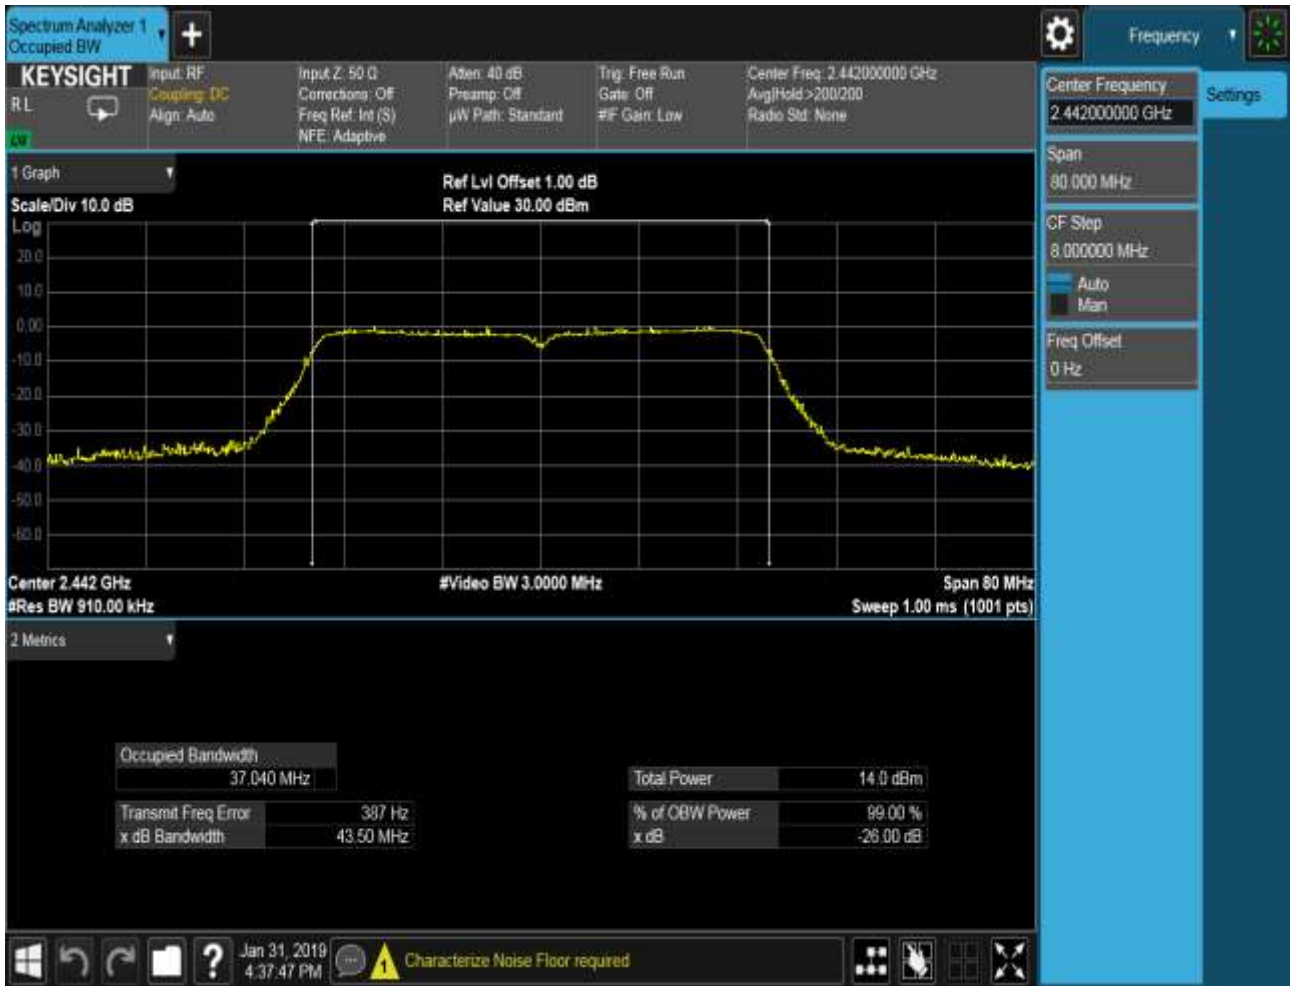 Spectrum Analyzer 1
Occupied BW
+
Frequency
KEYSIGHT
R L
LXI
Input: RF
Coupling: DC
Align: Auto
Input Z: 50 Ω
Corrections: Off
Freq Ref: Int (S)
NFE: Adaptive
Atten: 40 dB
Preamp: Off
µW Path: Standard
Trig: Free Run
Gate: Off
#IF Gain: Low
Center Freq: 2.442000000 GHz
Avg|Hold:>200/200
Radio Std: None
Center Frequency
2.442000000 GHz
Settings
Span
80.000 MHz
CF Step
8.000000 MHz
Auto
Man
Freq Offset
0 Hz
1 Graph
Scale/Div 10.0 dB
Ref Lvl Offset 1.00 dB
Ref Value 30.00 dBm
Log
20.0
10.0
0.00
-10.0
-20.0
-30.0
-40.0
-50.0
-60.0
Center 2.442 GHz
#Video BW 3.0000 MHz
Span 80 MHz
#Res BW 910.00 kHz
Sweep 1.00 ms (1001 pts)
2 Metrics
Occupied Bandwidth
37.040 MHz
Total Power 14.0 dBm
Transmit Freq Error 387 Hz
% of OBW Power 99.00 %
x dB Bandwidth 43.50 MHz
x dB -26.00 dB
?
Jan 31, 2019
4:37:47 PM
1
Characterize Noise Floor required